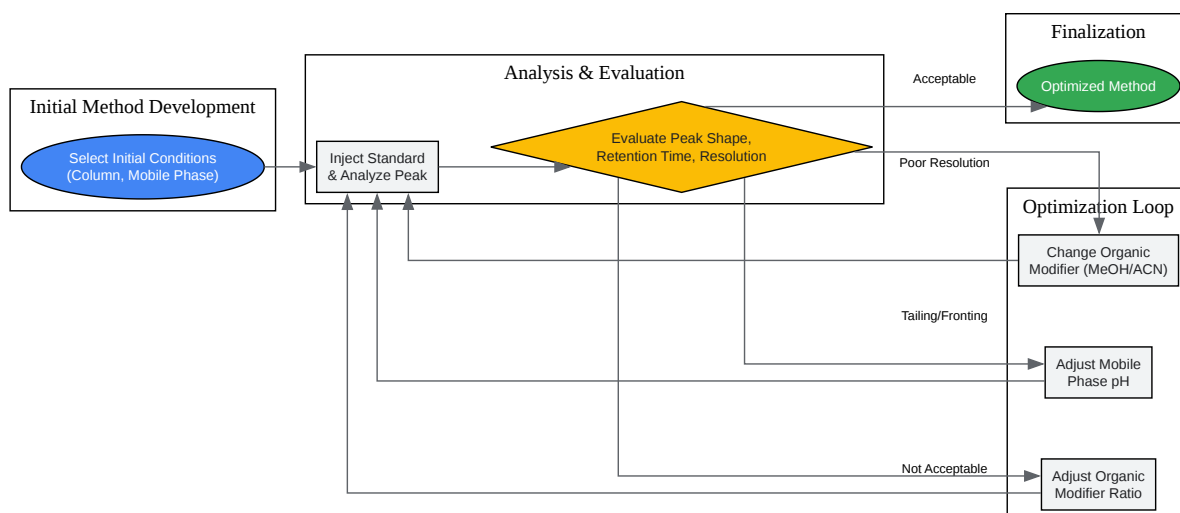 Initial Method Development
Select Initial Conditions
(Column, Mobile Phase)
Analysis & Evaluation
Inject Standard
& Analyze Peak
Evaluate Peak Shape,
Retention Time, Resolution
Acceptable
Finalization
Optimized Method
Poor Resolution
Optimization Loop
Change Organic
Modifier (MeOH/ACN)
Tailing/Fronting
Adjust Mobile
Phase pH
Not Acceptable
Adjust Organic
Modifier Ratio